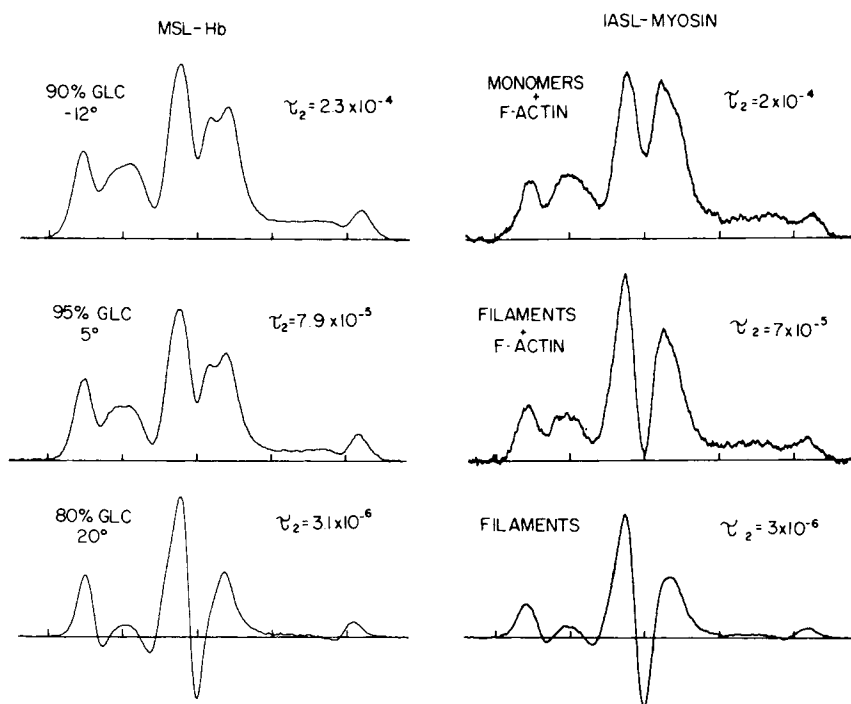 MSL-Hb
IASL-MYOSIN
90% GLC
-12°
τ₂ = 2.3 x 10⁻⁴
MONOMERS
+
F-ACTIN
τ₂ = 2 x 10⁻⁴
95% GLC
5°
τ₂ = 7.9 x 10⁻⁵
FILAMENTS
+
F-ACTIN
τ₂ = 7 x 10⁻⁵
80% GLC
20°
τ₂ = 3.1 x 10⁻⁶
FILAMENTS
τ₂ = 3 x 10⁻⁶